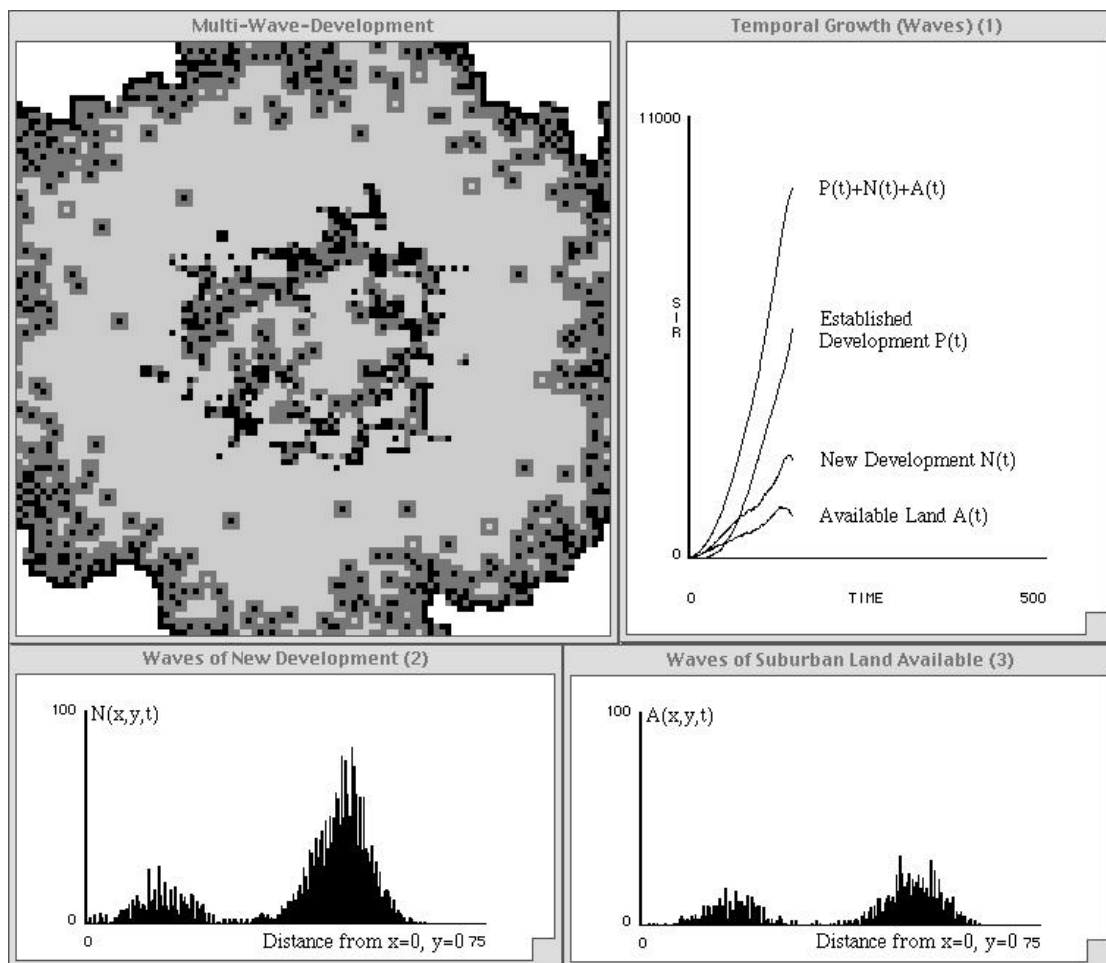 Multi-Wave-Development
Temporal Growth (Waves) (1)
11000
P(t)+N(t)+A(t)
S
I
R
Established
Development P(t)
New Development N(t)
Available Land A(t)
0
0
TIME
500
Waves of New Development (2)
100
N(x,y,t)
0
0
Distance from x=0, y=0 75
Waves of Suburban Land Available (3)
100
A(x,y,t)
0
0
Distance from x=0, y=0 75